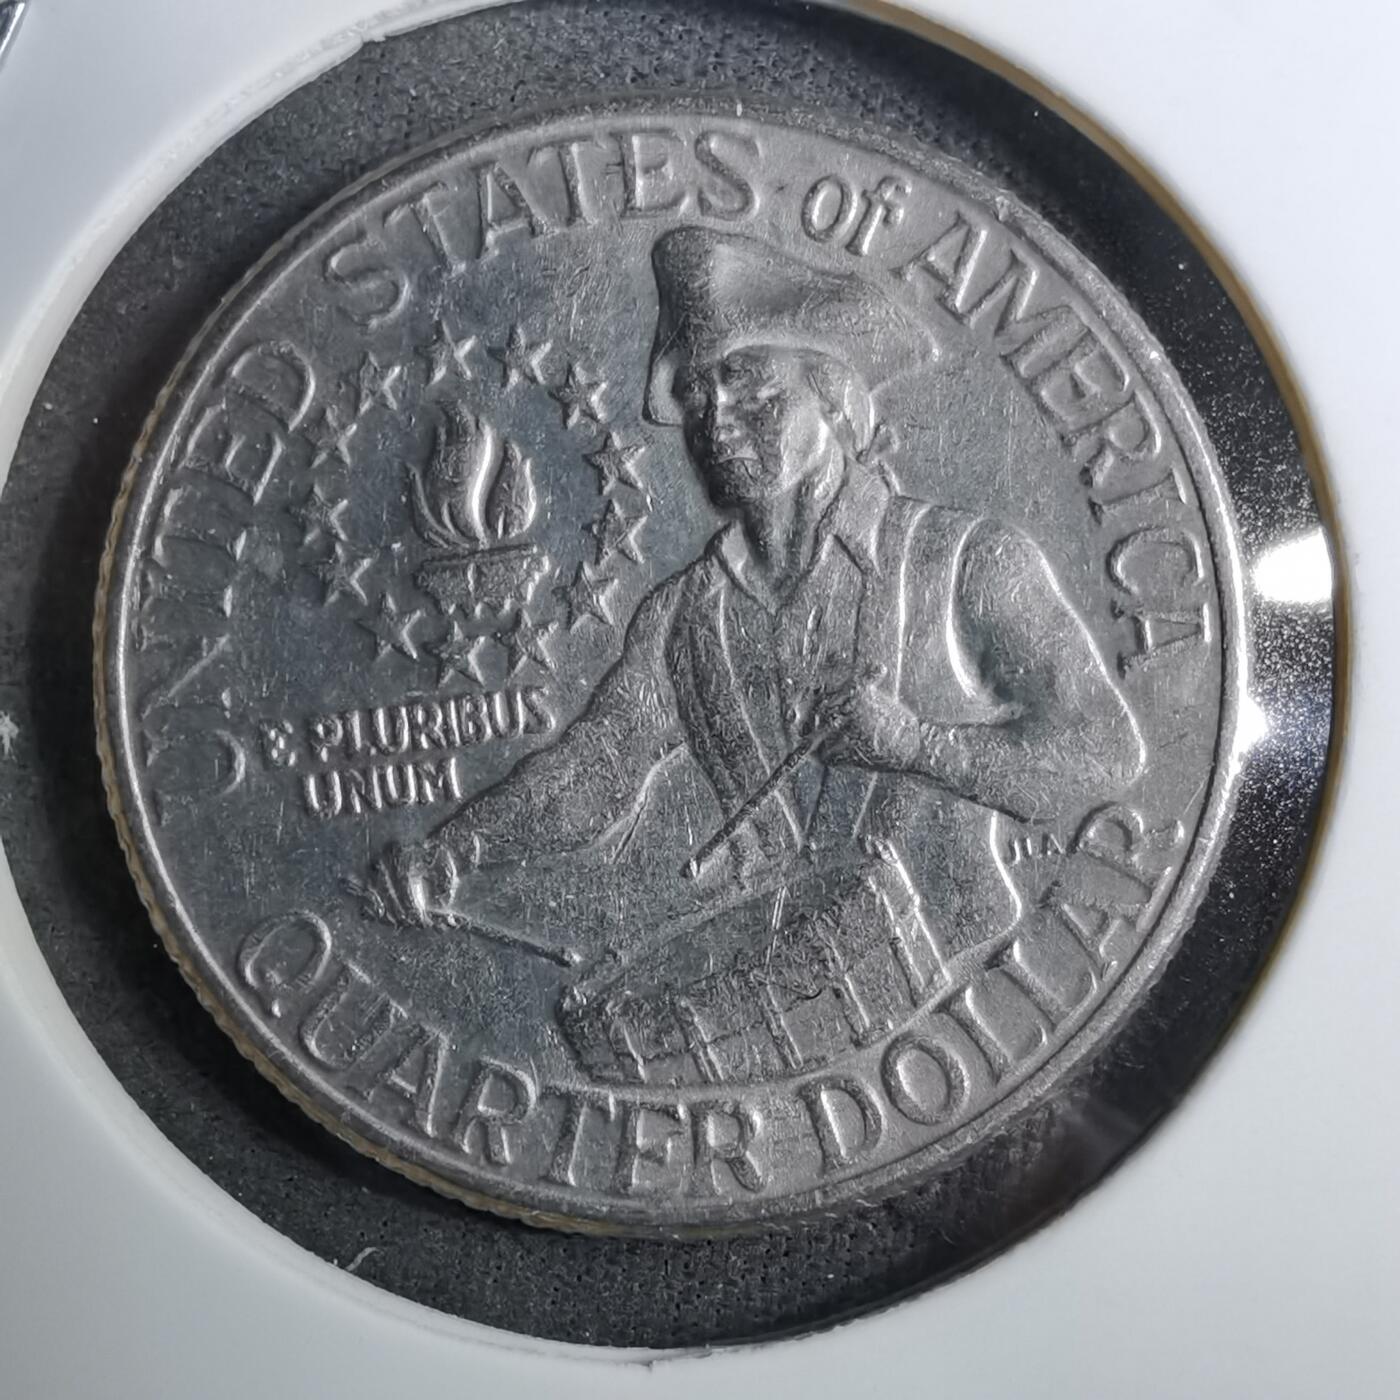 UNITED STATES of AMERICA
E PLURIBUS
UNUM
JLA
QUARTER DOLLAR